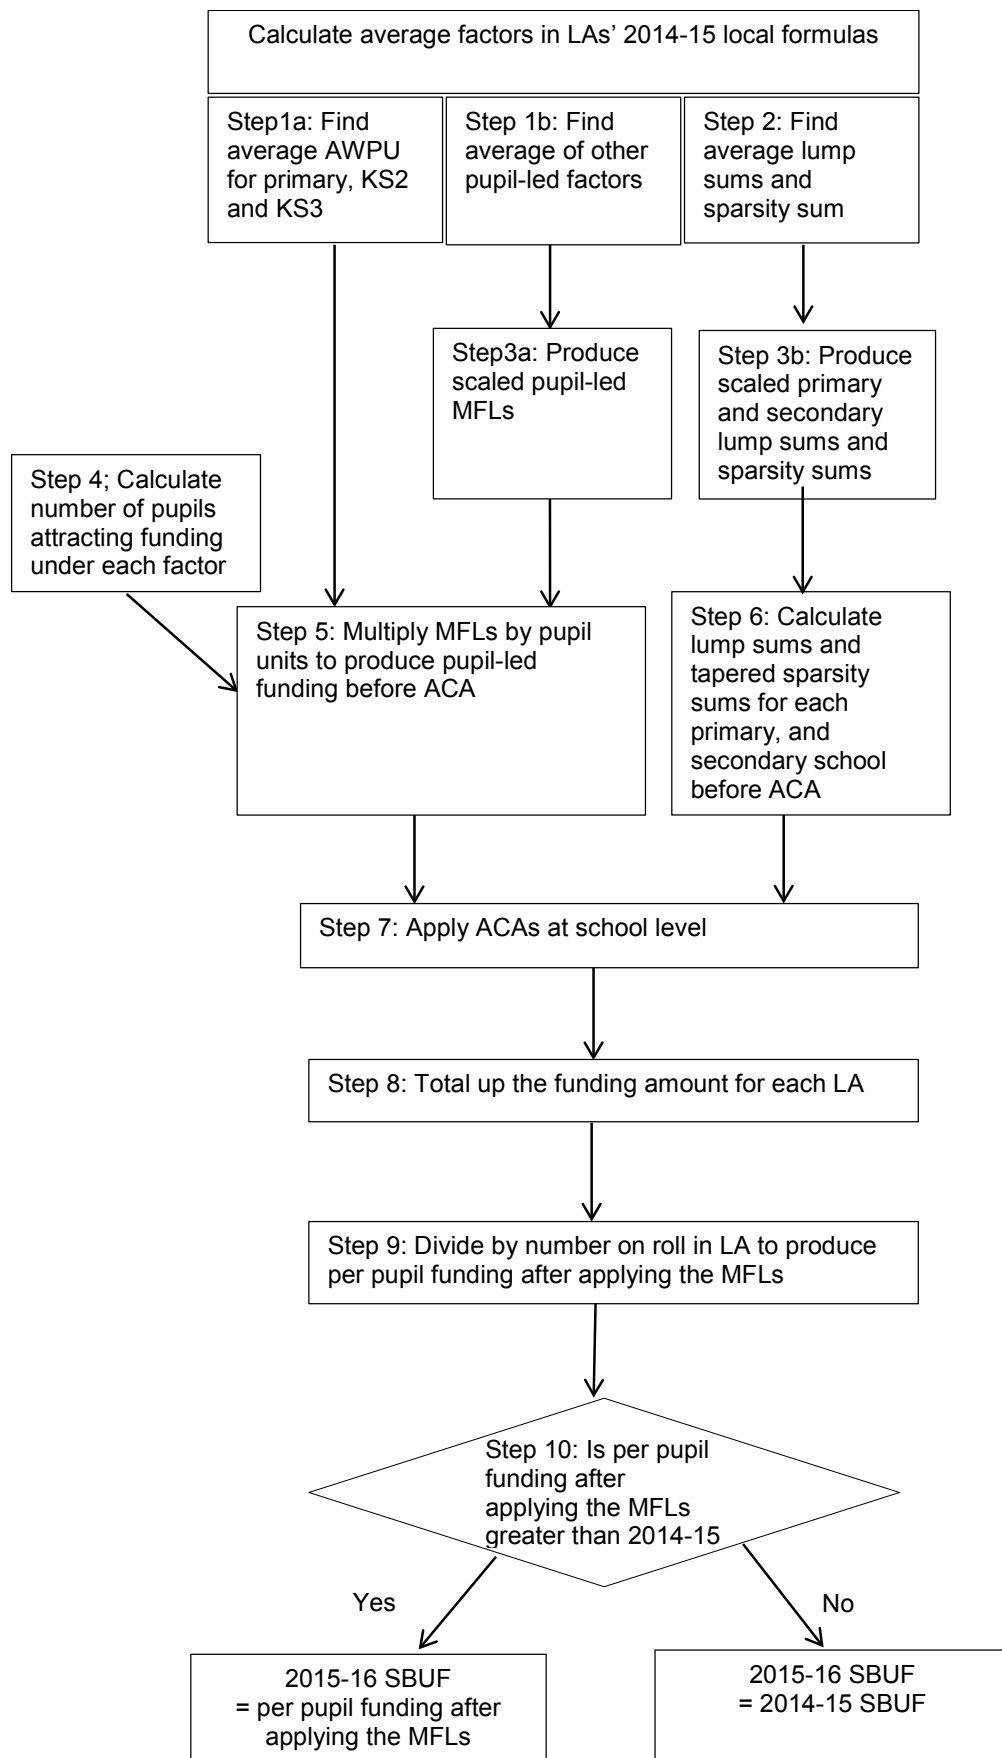 Calculate average factors in LAs’ 2014-15 local formulas
Step1a: Find
average AWPU
for primary, KS2
and KS3
Step 1b: Find
average of other
pupil-led factors
Step 2: Find
average lump
sums and
sparsity sum
Step3a: Produce
scaled pupil-led
MFLs
Step 3b: Produce
scaled primary
and secondary
lump sums and
sparsity sums
Step 4; Calculate
number of pupils
attracting funding
under each factor
Step 5: Multiply MFLs by pupil
units to produce pupil-led
funding before ACA
Step 6: Calculate
lump sums and
tapered sparsity
sums for each
primary, and
secondary school
before ACA
Step 7: Apply ACAs at school level
Step 8: Total up the funding amount for each LA
Step 9: Divide by number on roll in LA to produce
per pupil funding after applying the MFLs
Step 10: Is per pupil
funding after
applying the MFLs
greater than 2014-15
Yes
No
2015-16 SBUF
= per pupil funding after
applying the MFLs
2015-16 SBUF
= 2014-15 SBUF